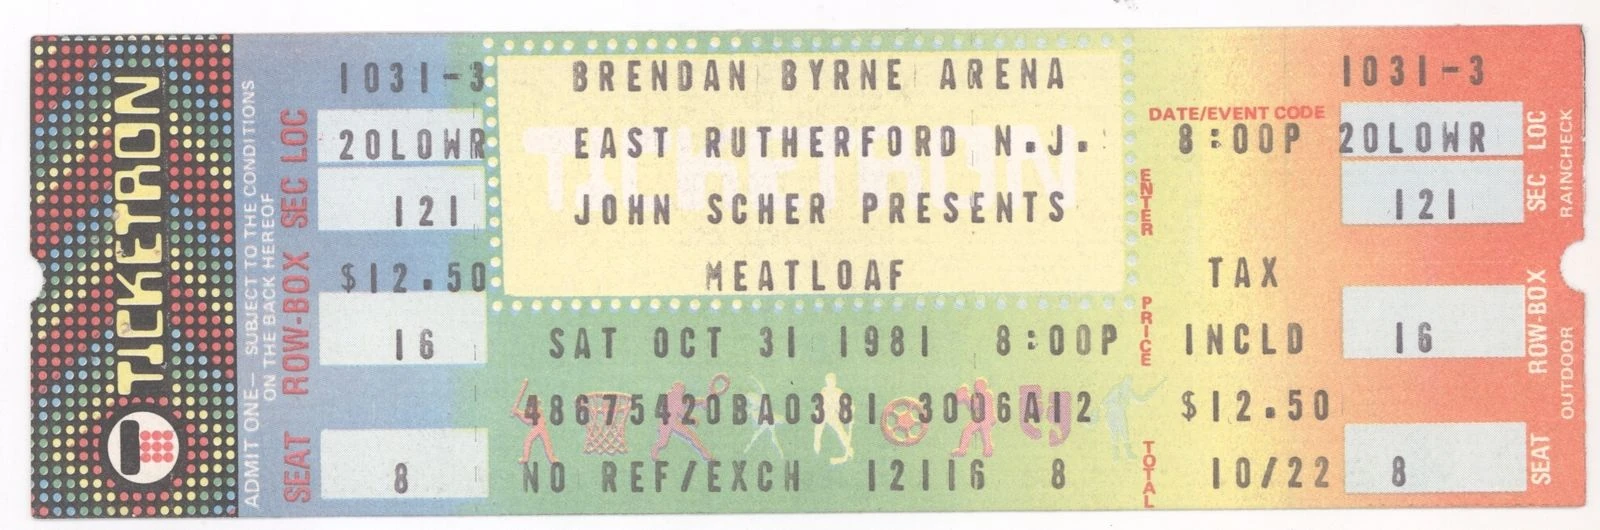 TICKETRON
ADMIT ONE — SUBJECT TO THE CONDITIONS
ON THE BACK HEREOF
LOC
SEC
ROW-BOX
SEAT
1031-3
20LOWR
121
$12.50
16
8
BRENDAN BYRNE ARENA
EAST RUTHERFORD N.J.
JOHN SCHER PRESENTS
MEATLOAF
TICKETRON
SAT OCT 31 1981 8:00P
48675420BA0381 3006A12
NO REF/EXCH 12116 8
DATE/EVENT CODE
8:00P
ENTER
TAX
PRICE
INCLD
$12.50
TOTAL
10/22
1031-3
20LOWR
121
16
8
LOC
SEC
ROW-BOX
SEAT
RAINCHECK
OUTDOOR